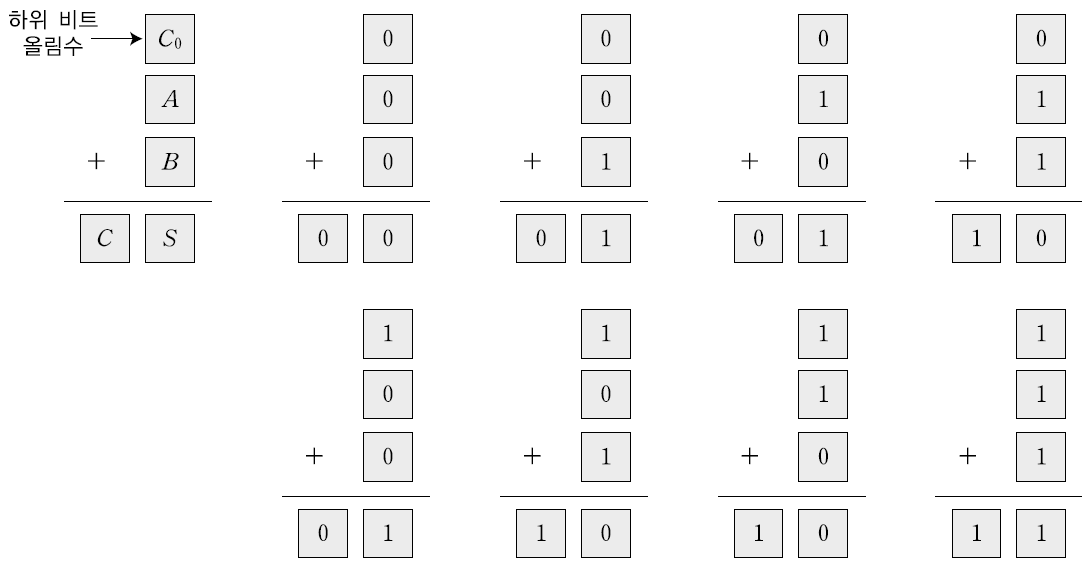 하위 비트
올림수
C₀ 0 0 0 0
A 0 0 1 1
+ B + 0 + 1 + 0 + 1
C S 0 0 0 1 0 1 1 0
1 1 1 1
0 0 1 1
+ 0 + 1 + 0 + 1
0 1 1 0 1 0 1 1